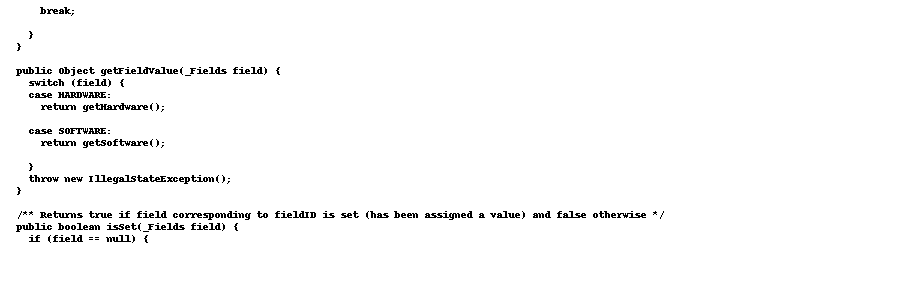 break;
}
}
public Object getFieldValue(_Fields field) {
switch (field) {
case HARDWARE:
return getHardware();
case SOFTWARE:
return getSoftware();
}
throw new IllegalStateException();
}
/** Returns true if field corresponding to fieldID is set (has been assigned a value) and false otherwise */
public boolean isSet(_Fields field) {
if (field == null) {